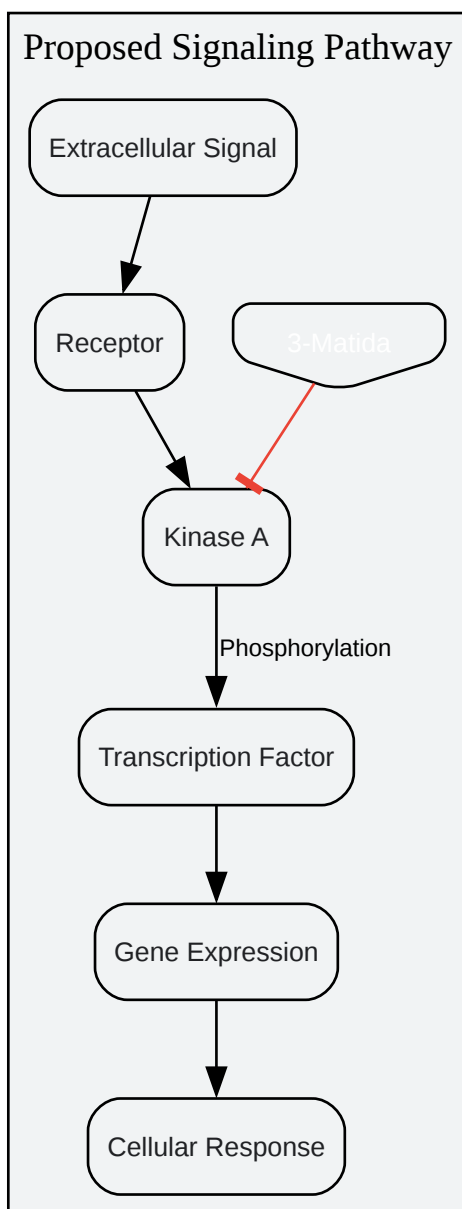 Proposed Signaling Pathway
Extracellular Signal
Receptor
3-Matida
Kinase A
Phosphorylation
Transcription Factor
Gene Expression
Cellular Response